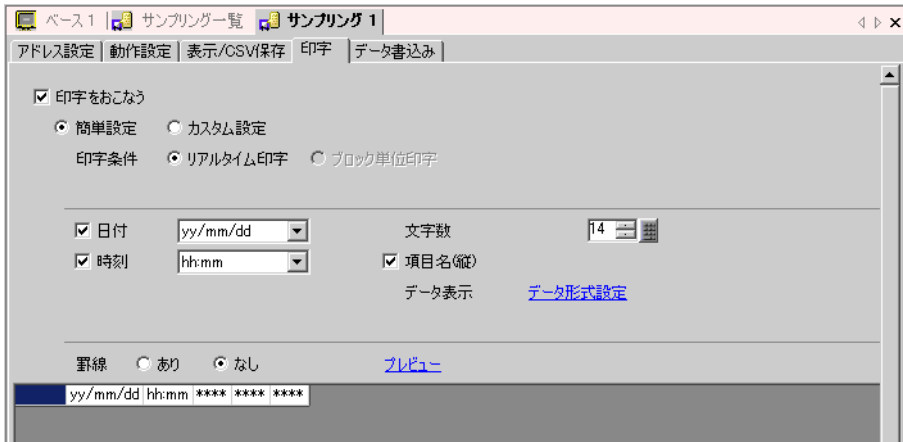 ベース1 サンプリング一覧 サンプリング1
アドレス設定 動作設定 表示/CSV保存 印字 データ書込み
印字をおこなう
簡単設定 カスタム設定
印字条件 リアルタイム印字 ブロック単位印字
日付 yy/mm/dd 文字数 14
時刻 hh:mm 項目名(縦)
データ表示 データ形式設定
罫線 あり なし プレビュー
yy/mm/dd hh:mm **** **** ****